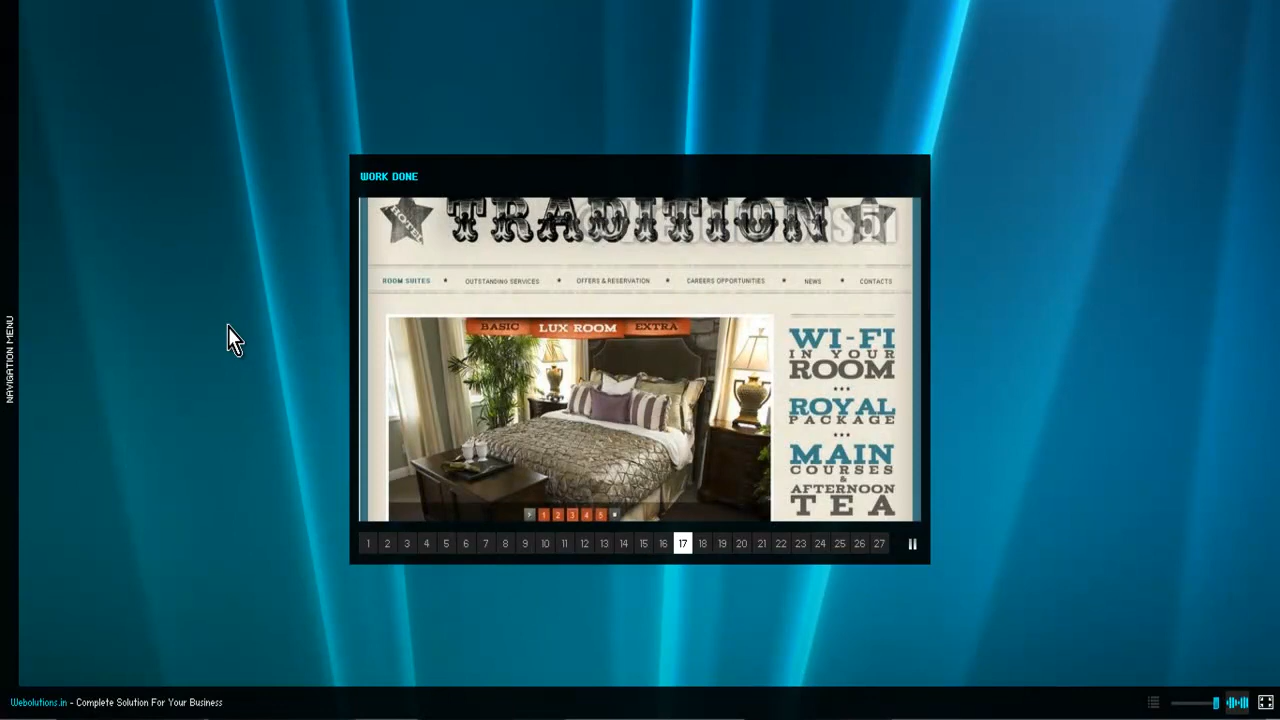 WORK DONE
HOTEL
TRADITION
5
ROOM SUITES OUTSTANDING SERVICES OFFERS & RESERVATION CAREERS OPPORTUNITIES NEWS CONTACTS
BASIC LUX ROOM EXTRA
WI-FI
IN YOUR
ROOM
ROYAL
PACKAGE
MAIN
COURSES
&
AFTERNOON
TEA
1 2 3 4 5
1 2 3 4 5 6 7 8 9 10 11 12 13 14 15 16 17 18 19 20 21 22 23 24 25 26 27
NAVIGATION MENU
Webolutions.in - Complete Solution For Your Business